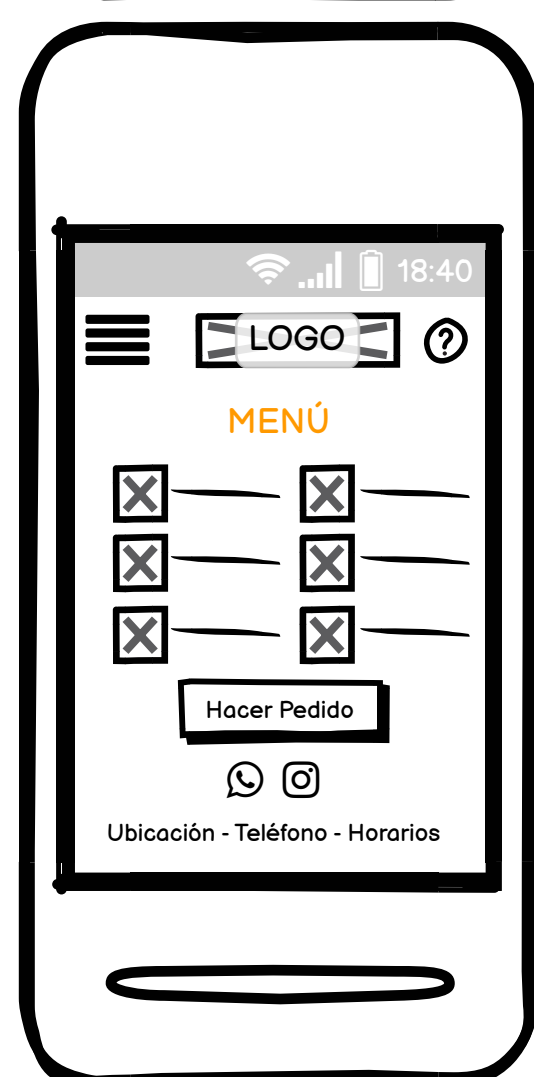 18:40
LOGO
?
MENÚ
Hacer Pedido
Ubicación - Teléfono - Horarios